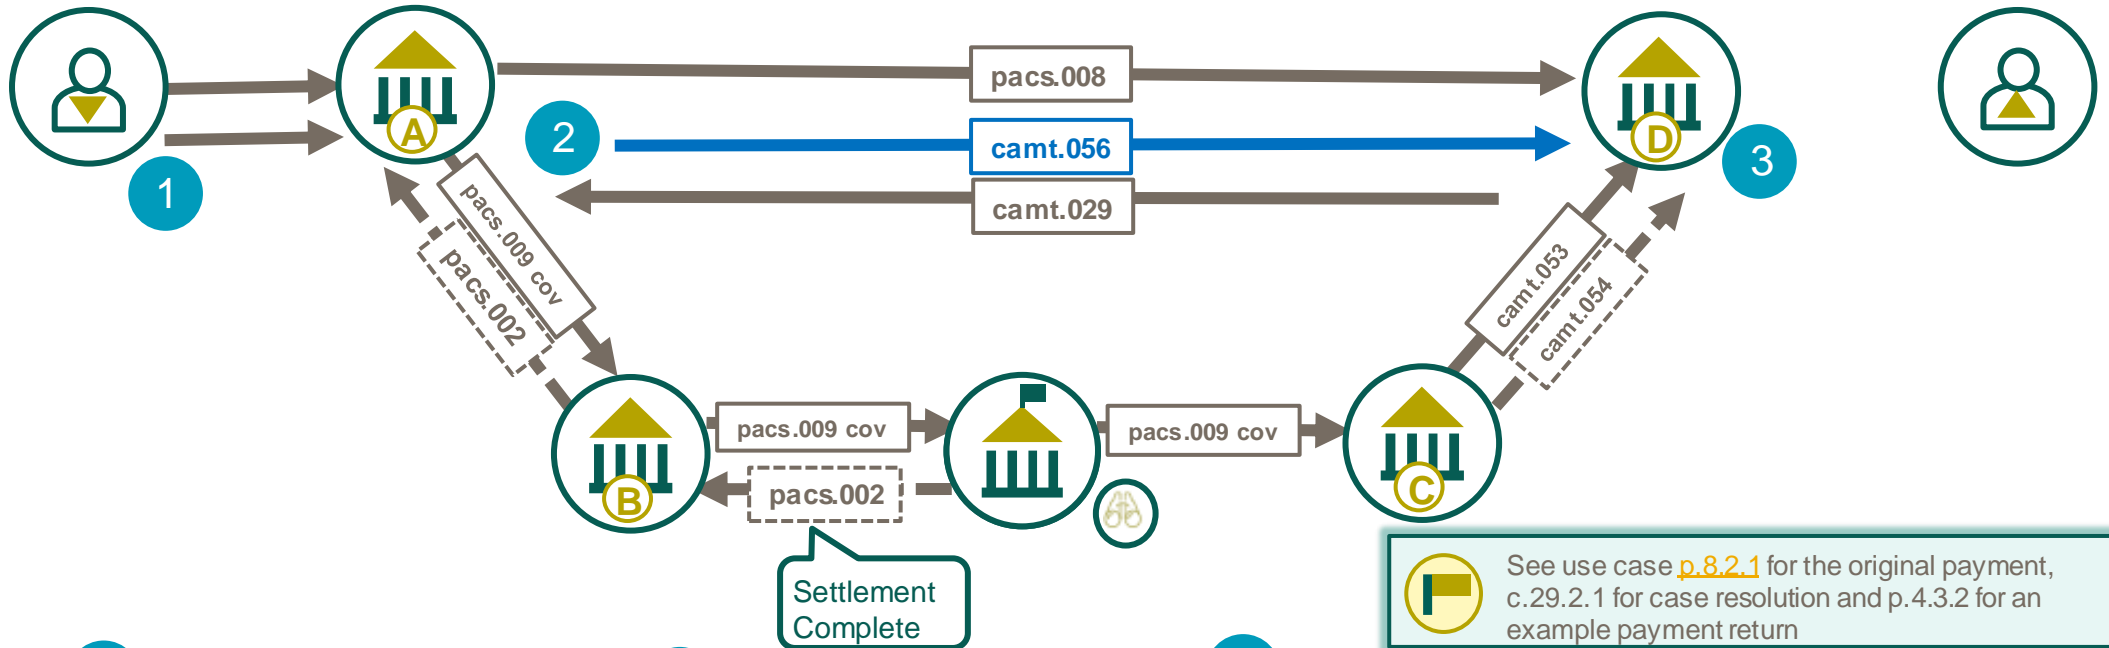 pacs.008
A
D
2
camt.056
3
1
camt.029
pacs.009 cov
pacs.002
camt.053
camt.054
pacs.009 cov
pacs.009 cov
B
pacs.002
C
Settlement
Complete
See use case p.8.2.1 for the original payment,
c.29.2.1 for case resolution and p.4.3.2 for an
example payment return